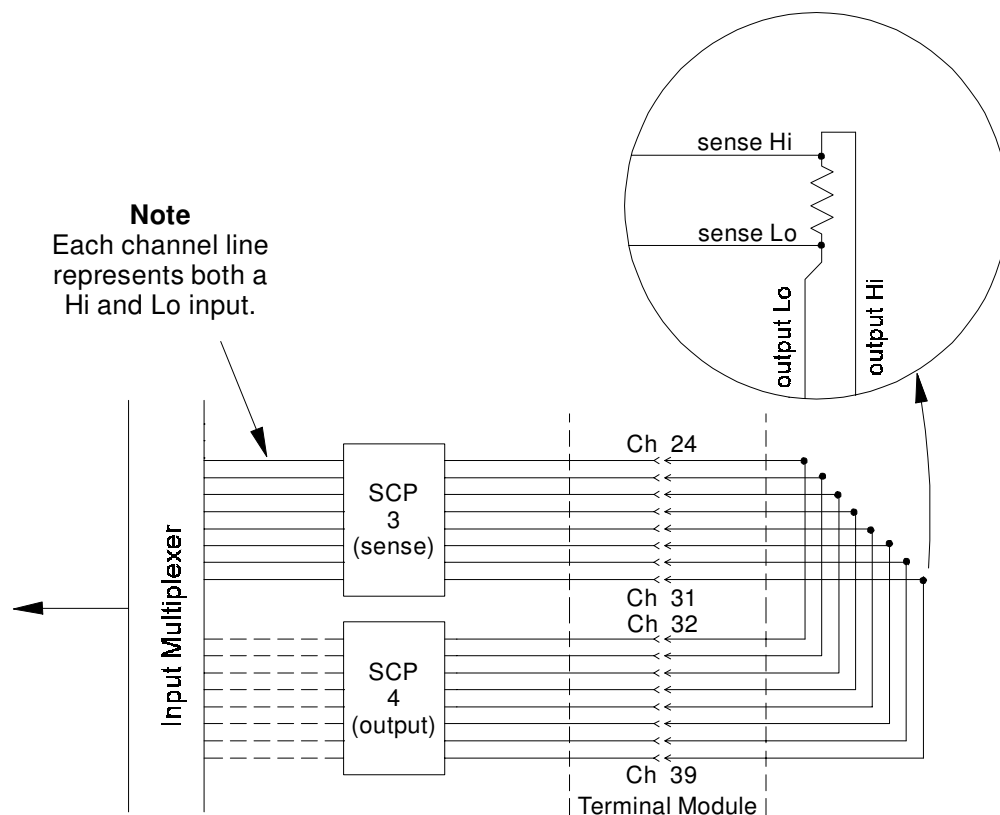 sense Hi
sense Lo
output Lo
output Hi
Note
Each channel line
represents both a
Hi and Lo input.
Input Multiplexer
SCP
3
(sense)
Ch 24
Ch 31
Ch 32
SCP
4
(output)
Ch 39
Terminal Module